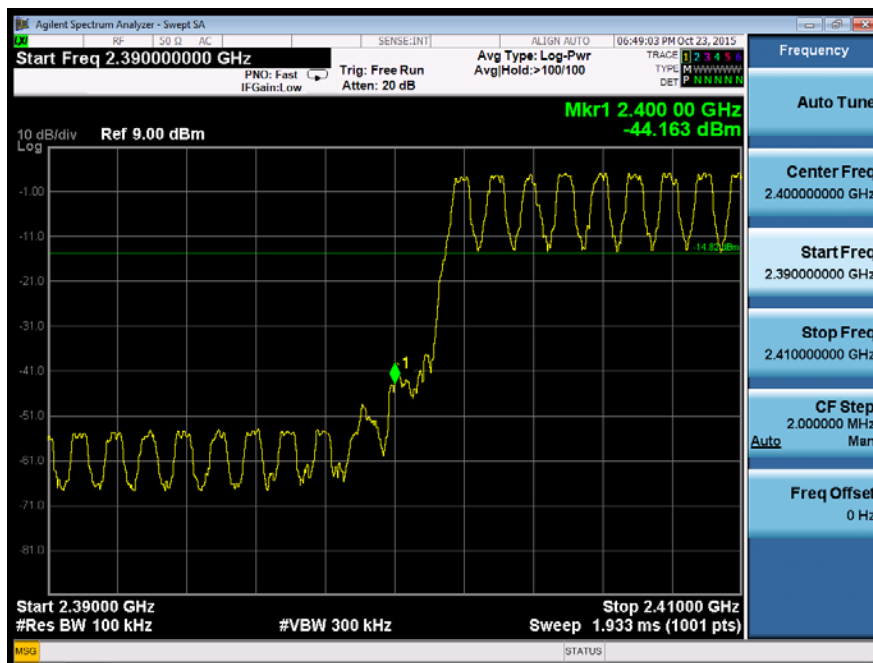 Agilent Spectrum Analyzer - Swept SA
LXI RF 50 Ω AC SENSE:INT ALIGN AUTO 06:49:03 PM Oct 23, 2015
Start Freq 2.390000000 GHz
PNO: Fast
IFGain:Low
Trig: Free Run
Atten: 20 dB
Avg Type: Log-Pwr
Avg|Hold:>100/100
TRACE 1 2 3 4 5 6
TYPE M W W W W W
DET P N N N N N
Mkr1 2.400 00 GHz
-44.163 dBm
10 dB/div Ref 9.00 dBm
Log
-1.00
-11.0
-14.82 dBm
-21.0
-31.0
-41.0
1
-51.0
-61.0
-71.0
-81.0
Start 2.39000 GHz Stop 2.41000 GHz
#Res BW 100 kHz #VBW 300 kHz Sweep 1.933 ms (1001 pts)
MSG STATUS
Frequency
Auto Tune
Center Freq
2.400000000 GHz
Start Freq
2.390000000 GHz
Stop Freq
2.410000000 GHz
CF Step
2.000000 MHz
Auto Man
Freq Offset
0 Hz